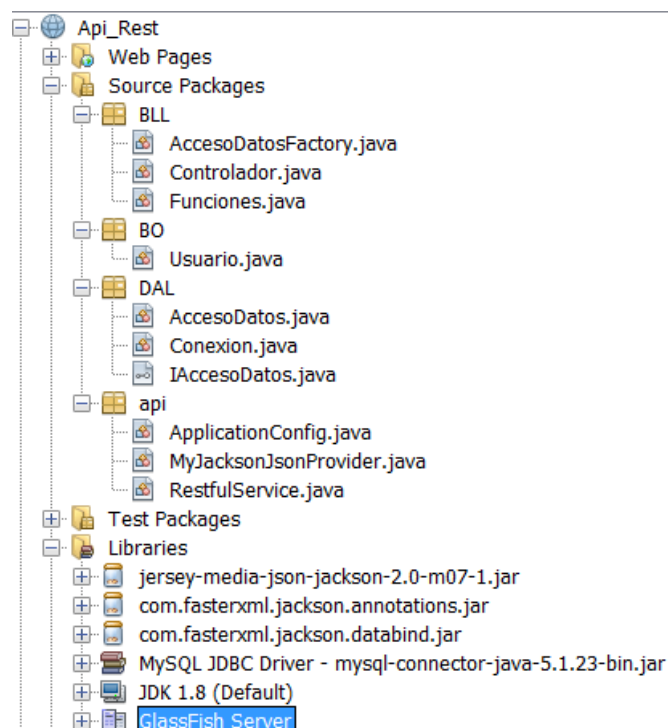 Api_Rest
Web Pages
Source Packages
BLL
AccesoDatosFactory.java
Controlador.java
Funciones.java
BO
Usuario.java
DAL
AccesoDatos.java
Conexion.java
IAccesoDatos.java
api
ApplicationConfig.java
MyJacksonJsonProvider.java
RestfulService.java
Test Packages
Libraries
jersey-media-json-jackson-2.0-m07-1.jar
com.fasterxml.jackson.annotations.jar
com.fasterxml.jackson.databind.jar
MySQL JDBC Driver - mysql-connector-java-5.1.23-bin.jar
JDK 1.8 (Default)
GlassFish Server